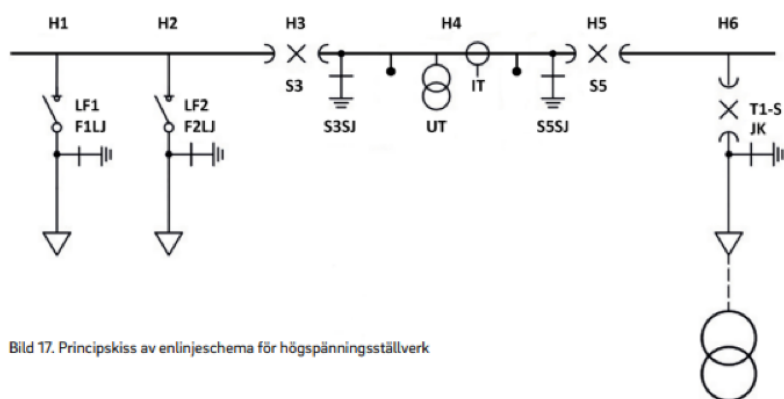 H1 H2 H3 H4 H5 H6
S3 IT S5
LF1 LF2 T1-S
F1LJ F2LJ S3SJ UT S5SJ JK
Bild 17. Principskiss av enlinjeschema för högspänningsställverk